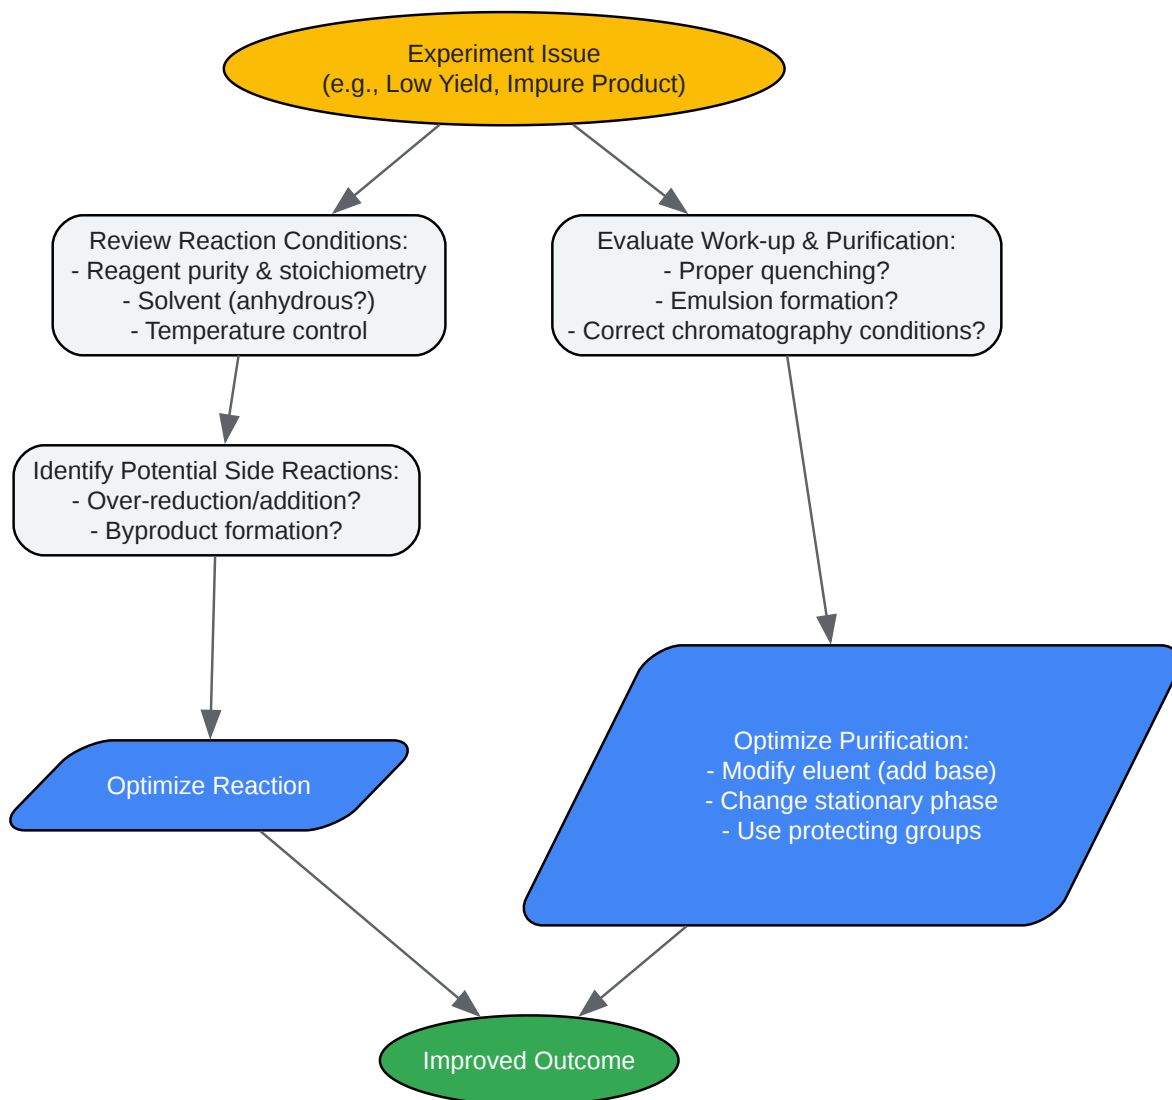 Experiment Issue
(e.g., Low Yield, Impure Product)
Review Reaction Conditions:
- Reagent purity & stoichiometry
- Solvent (anhydrous?)
- Temperature control
Evaluate Work-up & Purification:
- Proper quenching?
- Emulsion formation?
- Correct chromatography conditions?
Identify Potential Side Reactions:
- Over-reduction/addition?
- Byproduct formation?
Optimize Reaction
Optimize Purification:
- Modify eluent (add base)
- Change stationary phase
- Use protecting groups
Improved Outcome